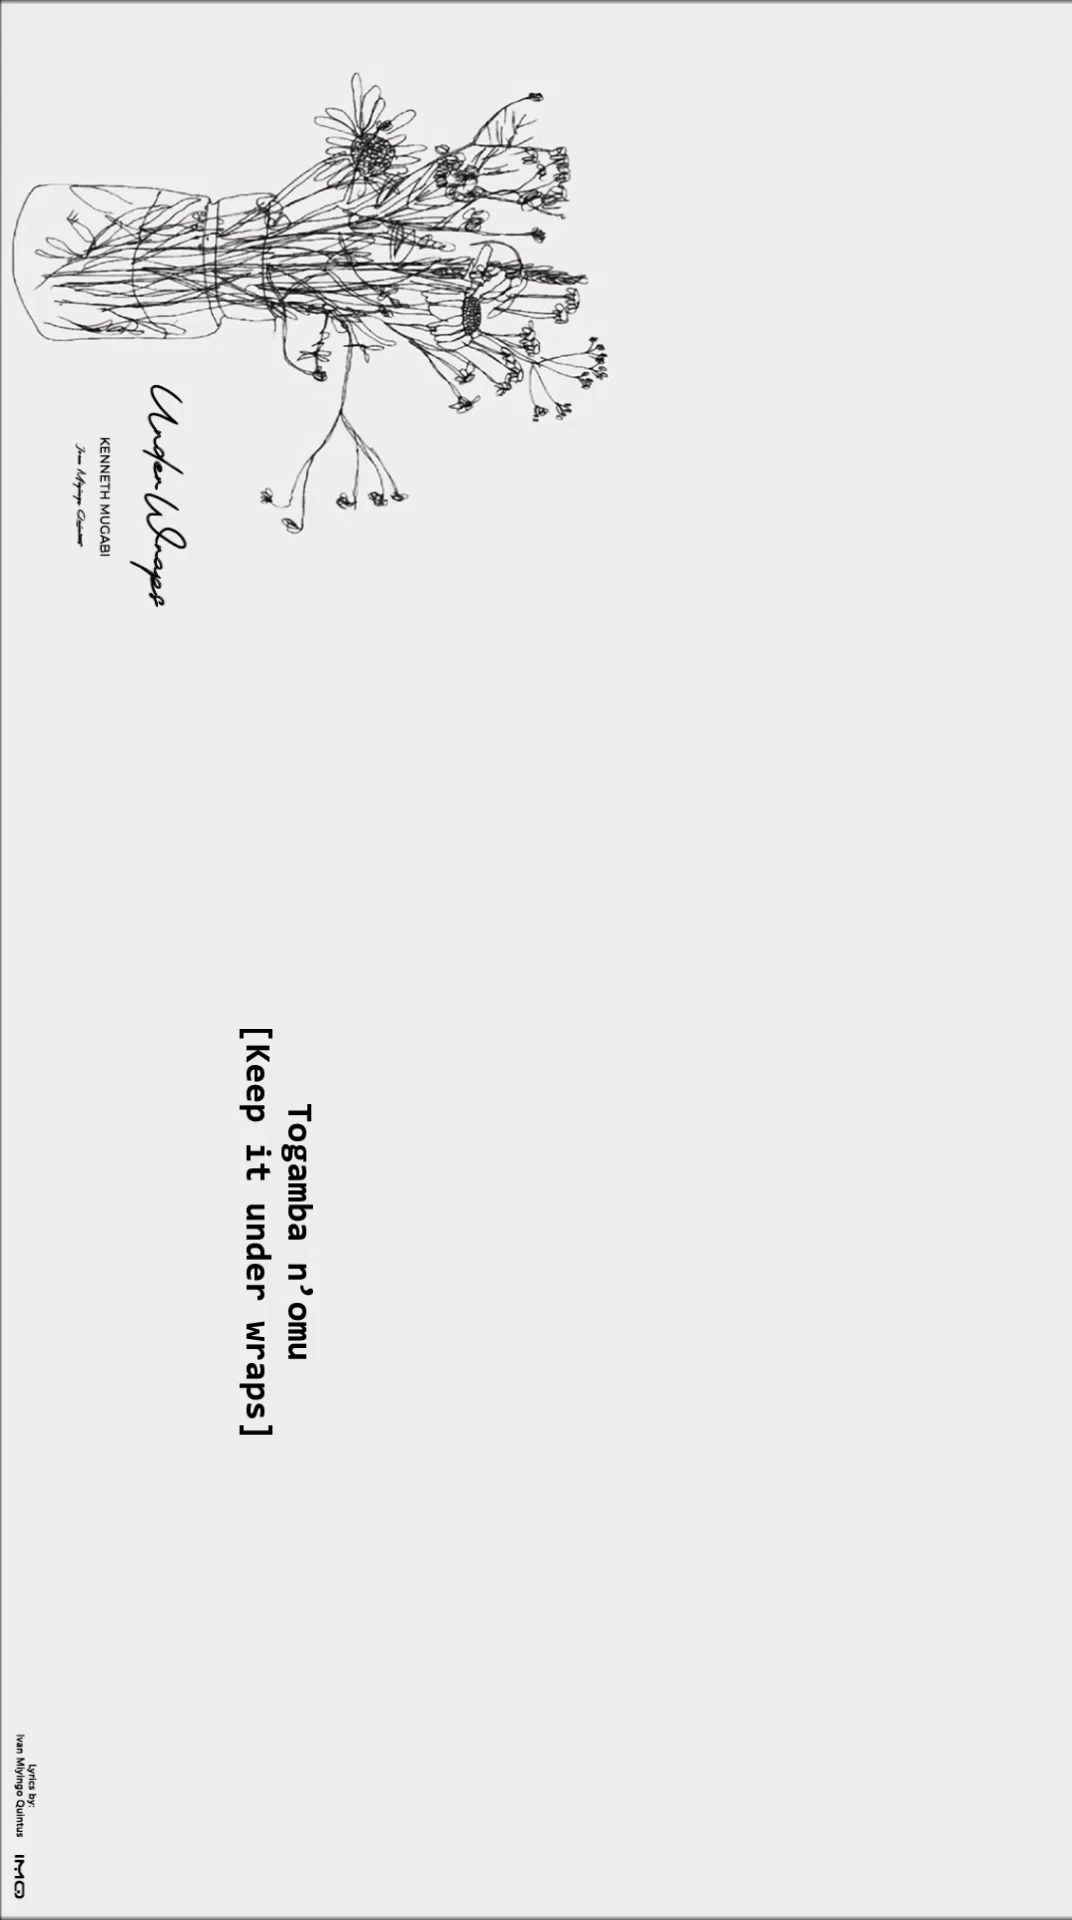 Under Wraps
KENNETH MUGABI
Togamba n’omu
[Keep it under wraps]
Lyrics by:
Ivan Miyingo Quintus
IMQ